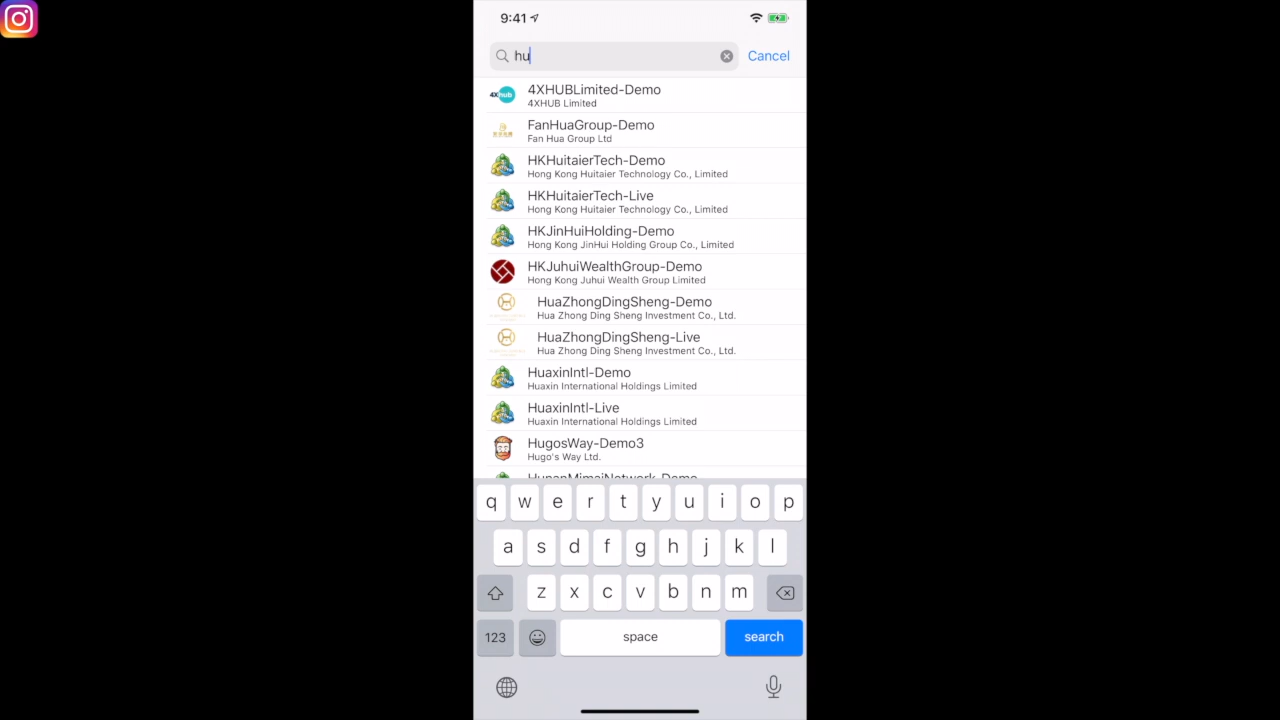 9:41
hu
Cancel
4Xhub
4XHUBLimited-Demo
4XHUB Limited
FanHuaGroup-Demo
Fan Hua Group Ltd
HKHuitaierTech-Demo
Hong Kong Huitaier Technology Co., Limited
HKHuitaierTech-Live
Hong Kong Huitaier Technology Co., Limited
HKJinHuiHolding-Demo
Hong Kong JinHui Holding Group Co., Limited
HKJuhuiWealthGroup-Demo
Hong Kong Juhui Wealth Group Limited
HuaZhongDingSheng-Demo
Hua Zhong Ding Sheng Investment Co., Ltd.
HuaZhongDingSheng-Live
Hua Zhong Ding Sheng Investment Co., Ltd.
HuaxinIntl-Demo
Huaxin International Holdings Limited
HuaxinIntl-Live
Huaxin International Holdings Limited
HugosWay-Demo3
Hugo's Way Ltd.
HunanMimaiNetwork-Demo
q w e r t y u i o p
a s d f g h j k l
z x c v b n m
123 space search